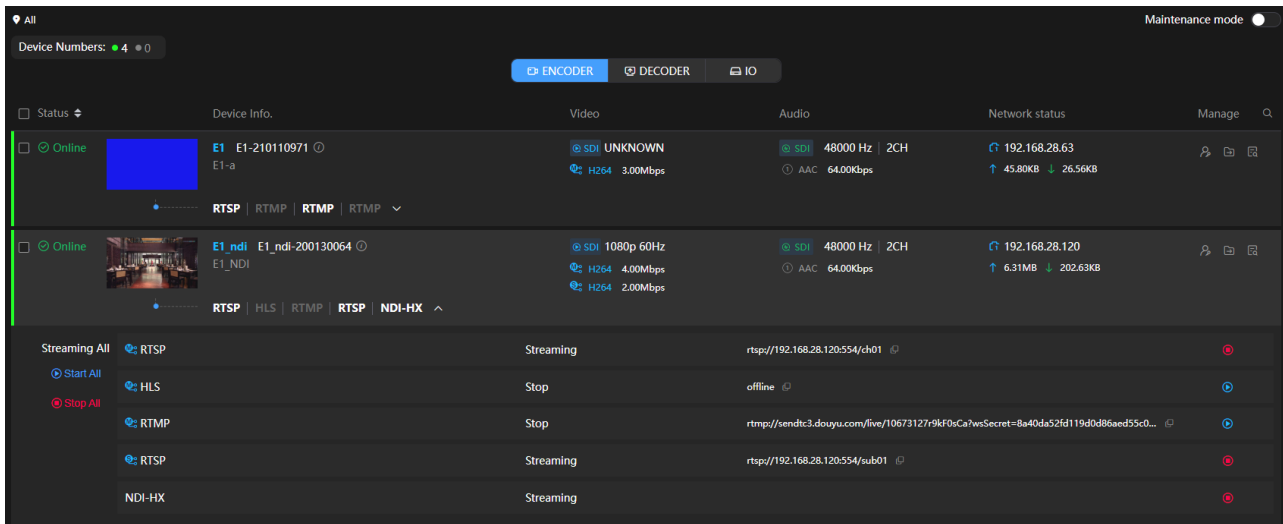 All Maintenance mode
Device Numbers: 4 0
ENCODER DECODER IO
Status Device Info. Video Audio Network status Manage
Online E1 E1-210110971 SDI UNKNOWN SDI 48000 Hz | 2CH 192.168.28.63
E1-a H264 3.00Mbps 1 AAC 64.00Kbps ↑ 45.80KB ↓ 26.56KB
RTSP | RTMP | RTMP | RTMP
Online E1_ndi E1_ndi-200130064 SDI 1080p 60Hz SDI 48000 Hz | 2CH 192.168.28.120
E1_NDI H264 4.00Mbps 1 AAC 64.00Kbps ↑ 6.31MB ↓ 202.63KB
H264 2.00Mbps
RTSP | HLS | RTMP | RTSP | NDI-HX
Streaming All RTSP Streaming rtsp://192.168.28.120:554/ch01
Start All
HLS Stop offline
Stop All
RTMP Stop rtmp://sendtc3.douyu.com/live/10673127r9kF0sCa?wsSecret=8a40da52fd119d0d86aed55c0...
RTSP Streaming rtsp://192.168.28.120:554/sub01
NDI-HX Streaming